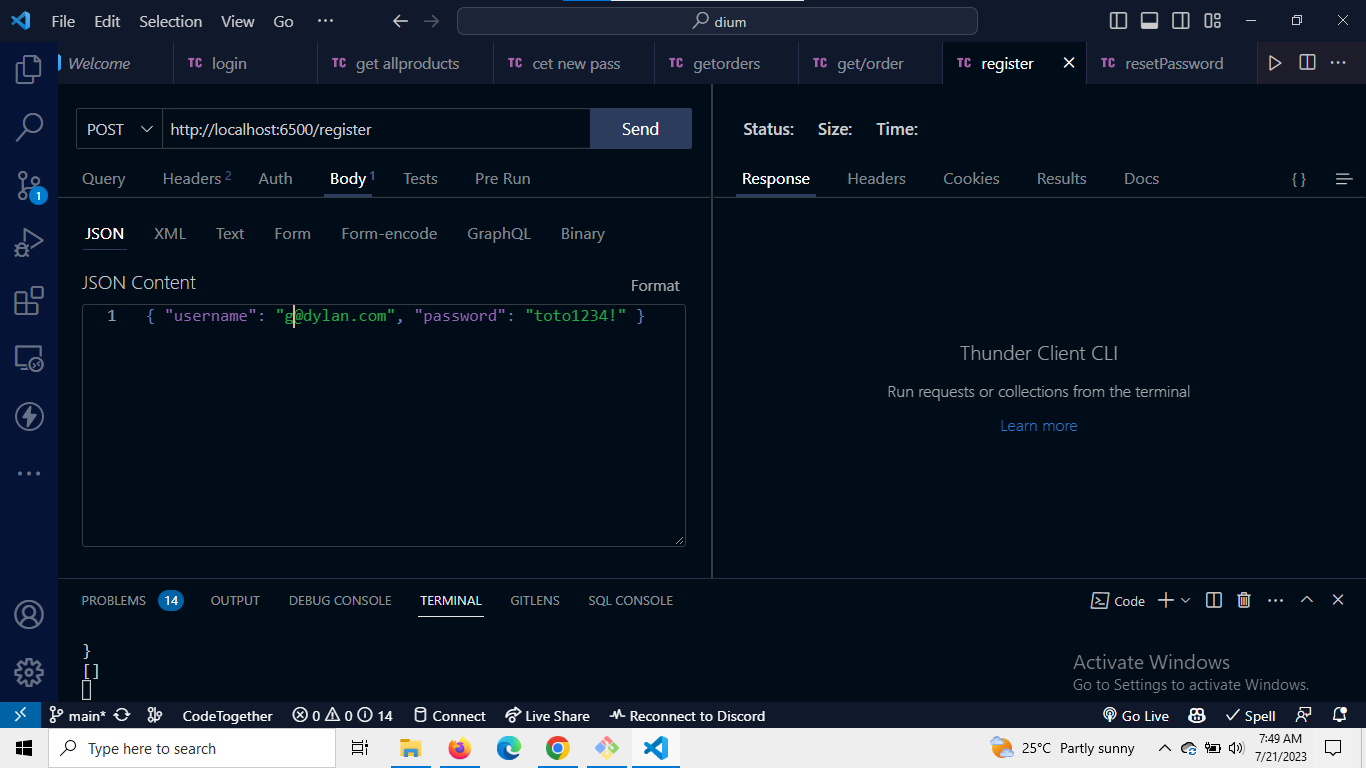 File Edit Selection View Go ··· dium
Welcome TC login TC get allproducts TC cet new pass TC getorders TC get/order TC register TC resetPassword
POST http://localhost:6500/register Send
Status: Size: Time:
Query Headers 2 Auth Body 1 Tests Pre Run
Response Headers Cookies Results Docs { }
JSON XML Text Form Form-encode GraphQL Binary
JSON Content
Format
1 { "username": "g@dylan.com", "password": "toto1234!" }
Thunder Client CLI
Run requests or collections from the terminal
Learn more
1
PROBLEMS 14 OUTPUT DEBUG CONSOLE TERMINAL GITLENS SQL CONSOLE
Code
}
[]
Activate Windows
Go to Settings to activate Windows.
main* CodeTogether 0 0 14 Connect Live Share Reconnect to Discord Go Live Spell
Type here to search
25°C Partly sunny
7:49 AM
7/21/2023